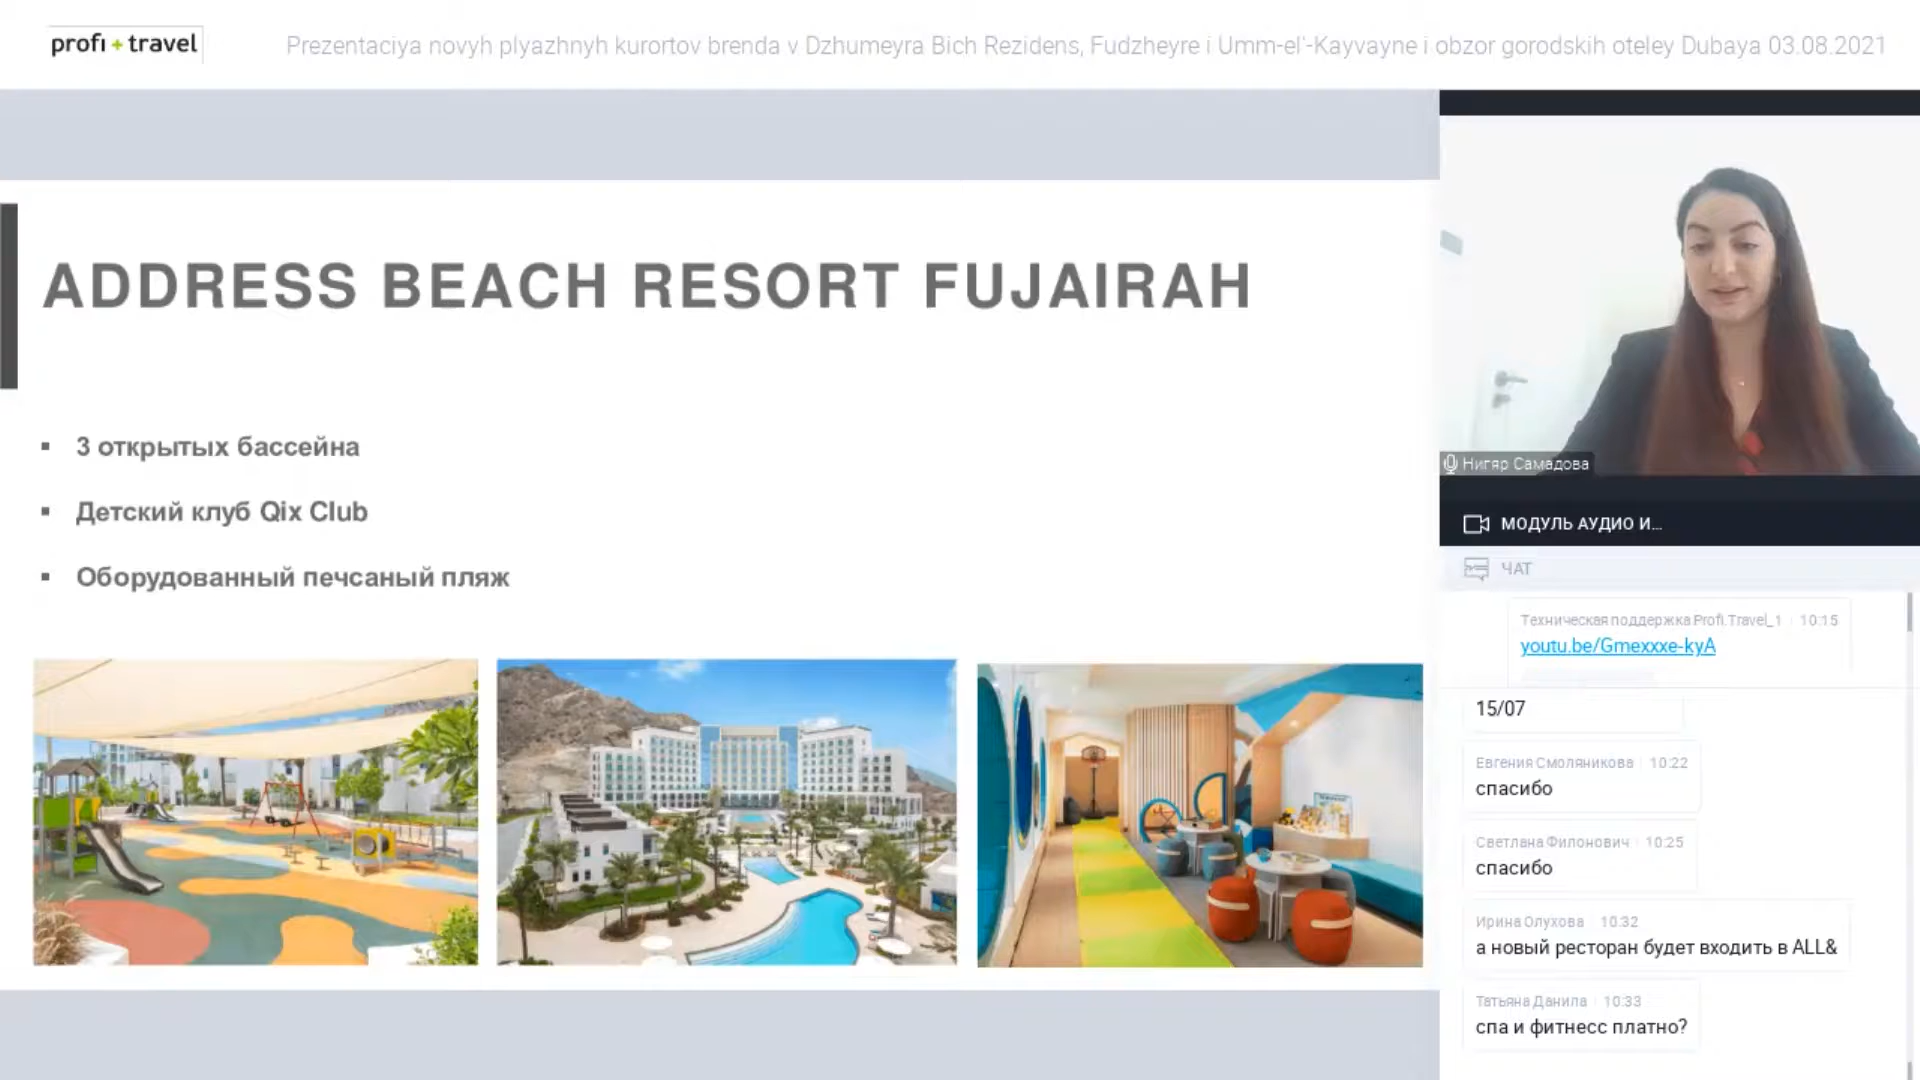 profi + travel
Prezentaciya novyh plyazhnyh kurortov brenda v Dzhumeyra Bich Rezidens, Fudzheyre i Umm-el'-Kayvayne i obzor gorodskih oteley Dubaya 03.08.2021
ADDRESS BEACH RESORT FUJAIRAH
▪ 3 открытых бассейна
▪ Детский клуб Qix Club
▪ Оборудованный печсаный пляж
Нигяр Самадова
МОДУЛЬ АУДИО И...
ЧАТ
Техническая поддержка Profi.Travel_1 10:15
youtu.be/Gmexxxe-kyA
15/07
Евгения Смоляникова 10:22
спасибо
Светлана Филонович 10:25
спасибо
Ирина Олухова 10:32
а новый ресторан будет входить в ALL&
Татьяна Данила 10:33
спа и фитнесс платно?